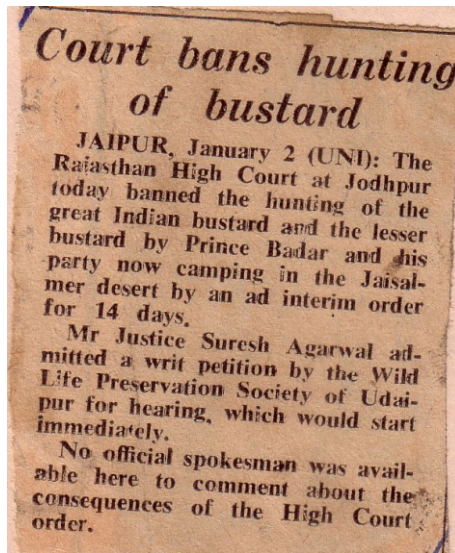 Court bans hunting
of bustard
JAIPUR, January 2 (UNI): The
Rajasthan High Court at Jodhpur
today banned the hunting of the
great Indian bustard and the lesser
bustard by Prince Badar and his
party now camping in the Jaisal-
mer desert by an ad interim order
for 14 days.
Mr Justice Suresh Agarwal ad-
mitted a writ petition by the Wild
Life Preservation Society of Udai-
pur for hearing, which would start
immediately.
No official spokesman was avail-
able here to comment about the
consequences of the High Court
order.